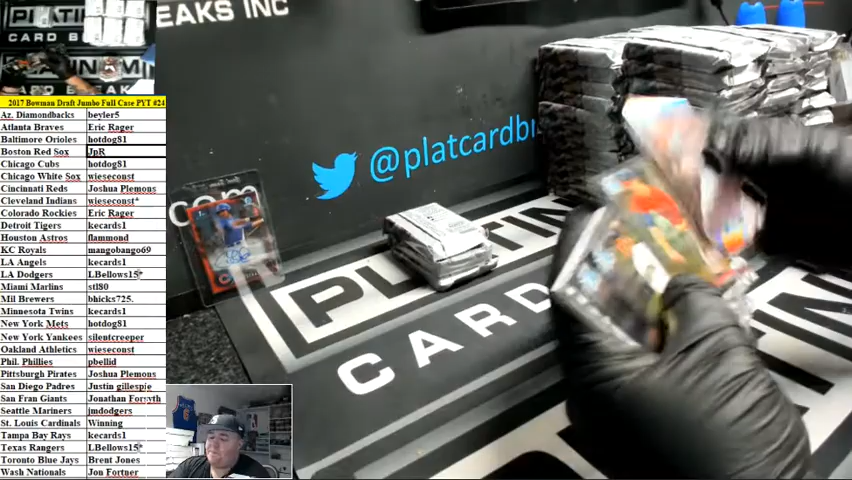 PLATIN
CARD B
EAKS INC
@platcardb
2017 Bowman Draft Jumbo Full Case PYT #24
Az. Diamondbacks beyler5
Atlanta Braves Eric Rager
Baltimore Orioles hotdog81
Boston Red Sox JpR
Chicago Cubs hotdog81
Chicago White Sox wieseconst
Cincinnati Reds Joshua Plemons
Cleveland Indians wieseconst*
Colorado Rockies Eric Rager
Detroit Tigers kecards1
Houston Astros flammond
KC Royals mangobango69
LA Angels kecards1
LA Dodgers LBellows15*
Miami Marlins stl80
Mil Brewers bhicks725.
Minnesota Twins kecards1
New York Mets hotdog81
New York Yankees silentcreeper
Oakland Athletics wieseconst
Phil. Phillies pbellid
Pittsburgh Pirates Joshua Plemons
San Diego Padres Justin gillespie
San Fran Giants Jonathan Forsyth
Seattle Mariners jmdodgers
St. Louis Cardinals Winning
Tampa Bay Rays kecards1
Texas Rangers LBellows15*
Toronto Blue Jays Brent Jones
Wash Nationals Jon Fortner
com
PLATIN
CARD